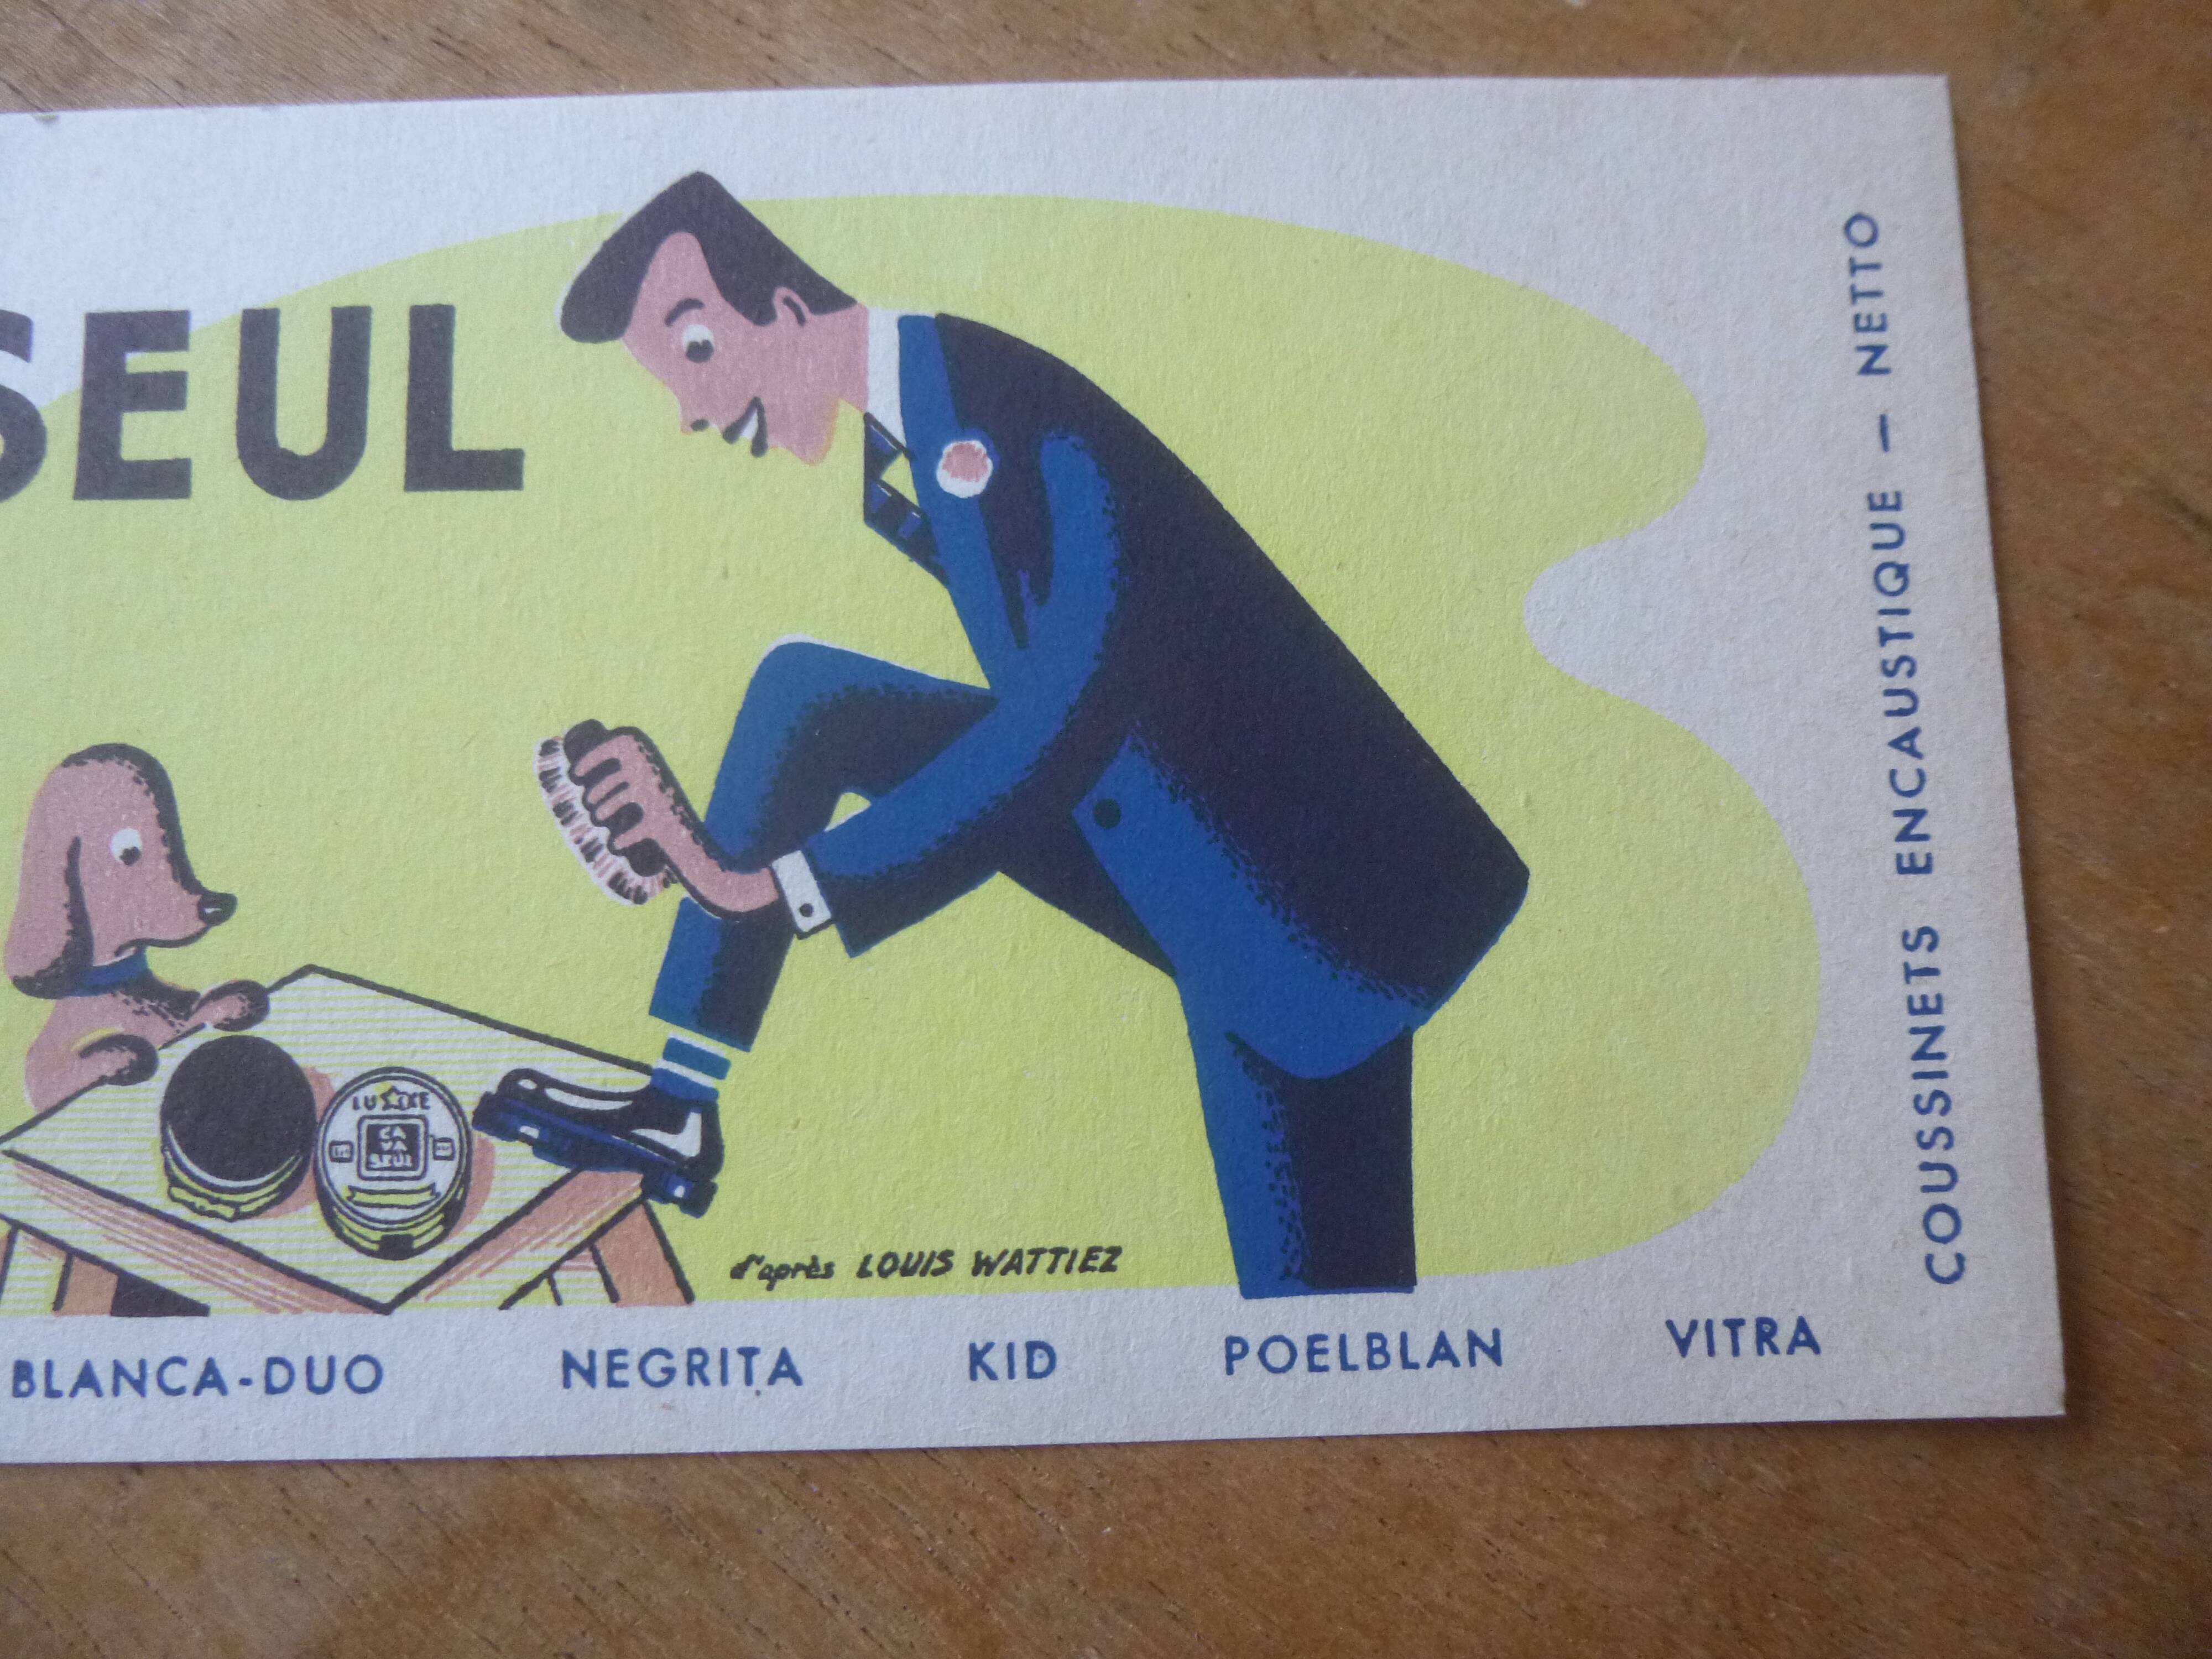 SEUL
LUXE
ÇA
VA
SEUL
d'après LOUIS WATTIEZ
BLANCA-DUO NEGRITA KID POELBLAN VITRA
COUSSINETS ENCAUSTIQUE — NETTO